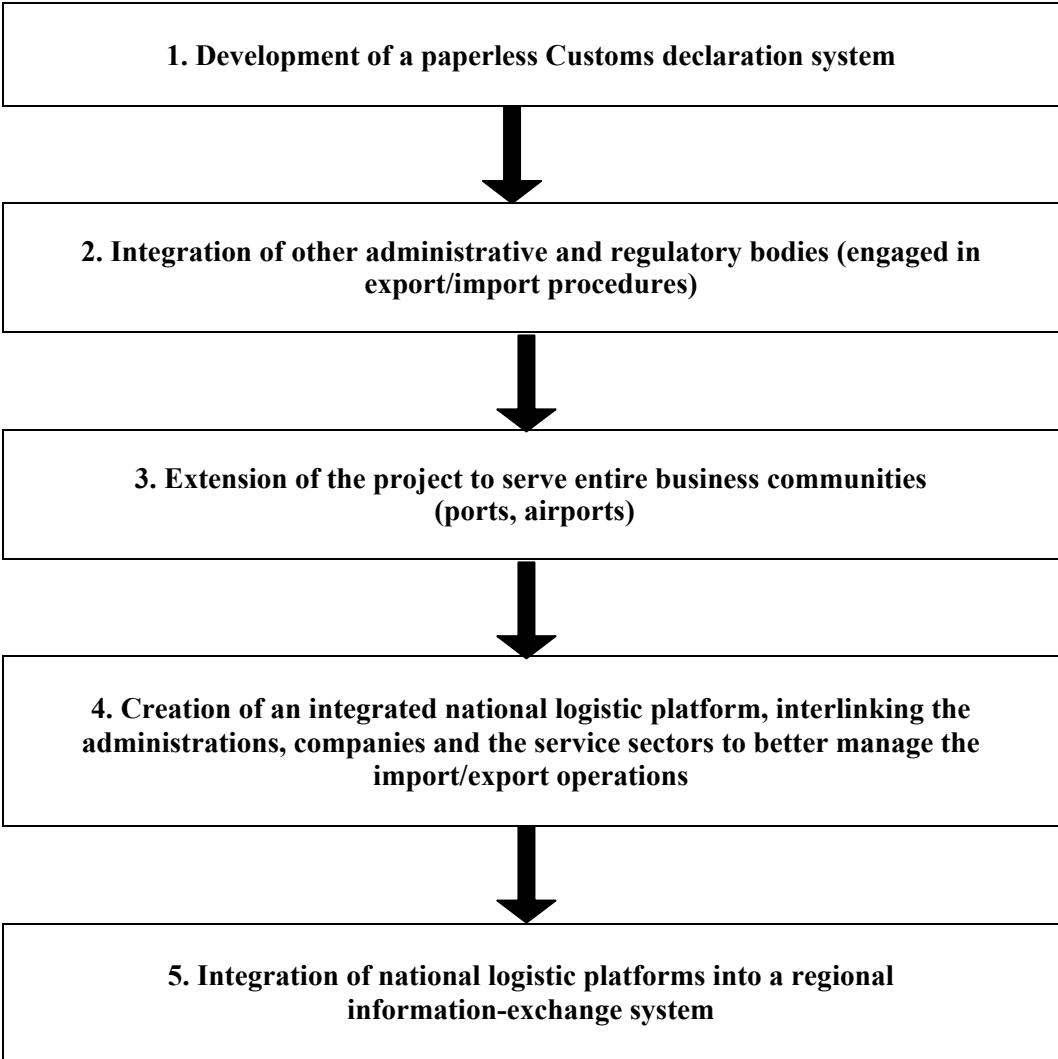 1. Development of a paperless Customs declaration system
2. Integration of other administrative and regulatory bodies (engaged in
export/import procedures)
3. Extension of the project to serve entire business communities
(ports, airports)
4. Creation of an integrated national logistic platform, interlinking the
administrations, companies and the service sectors to better manage the
import/export operations
5. Integration of national logistic platforms into a regional
information-exchange system